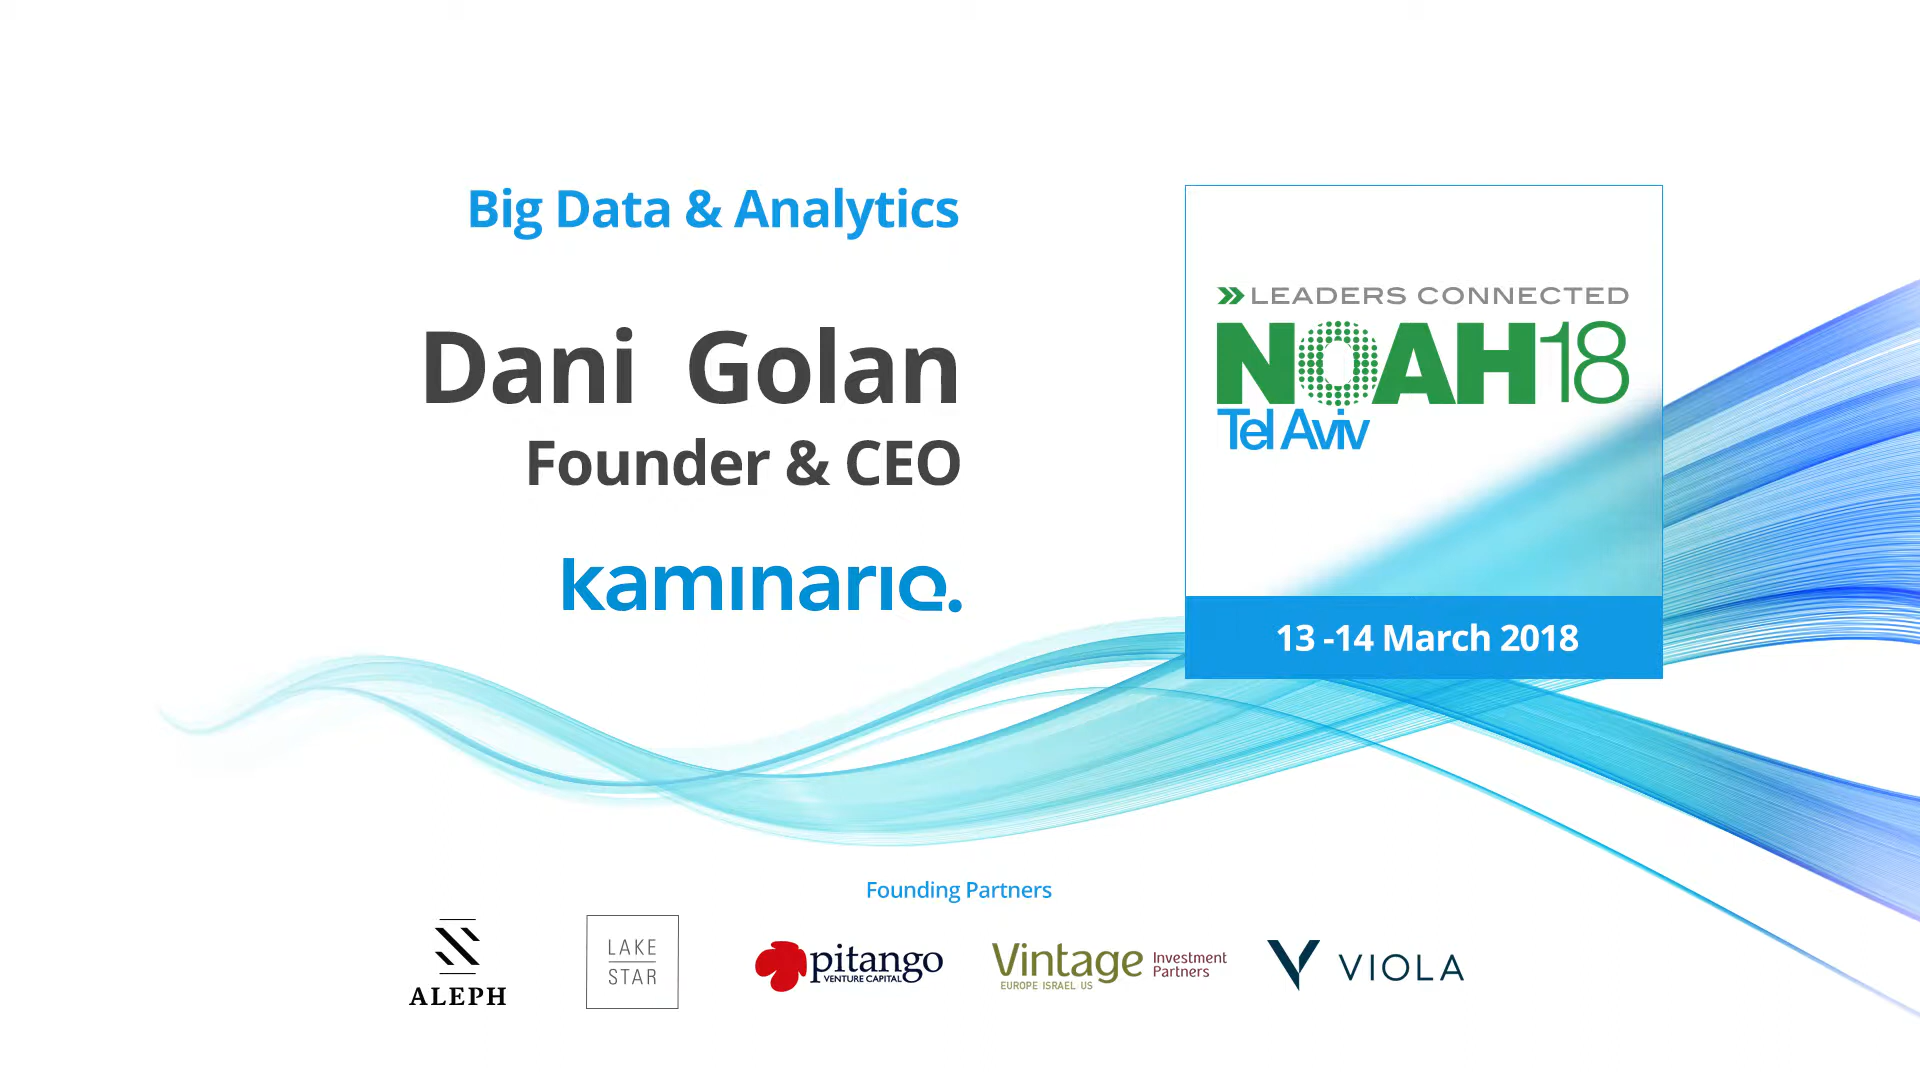 Big Data & Analytics
Dani Golan
Founder & CEO
kaminario.
LEADERS CONNECTED
NOAH18
Tel Aviv
13 -14 March 2018
Founding Partners
ALEPH
LAKE
STAR
pitango
VENTURE CAPITAL
Vintage Investment
Partners
EUROPE ISRAEL US
VIOLA